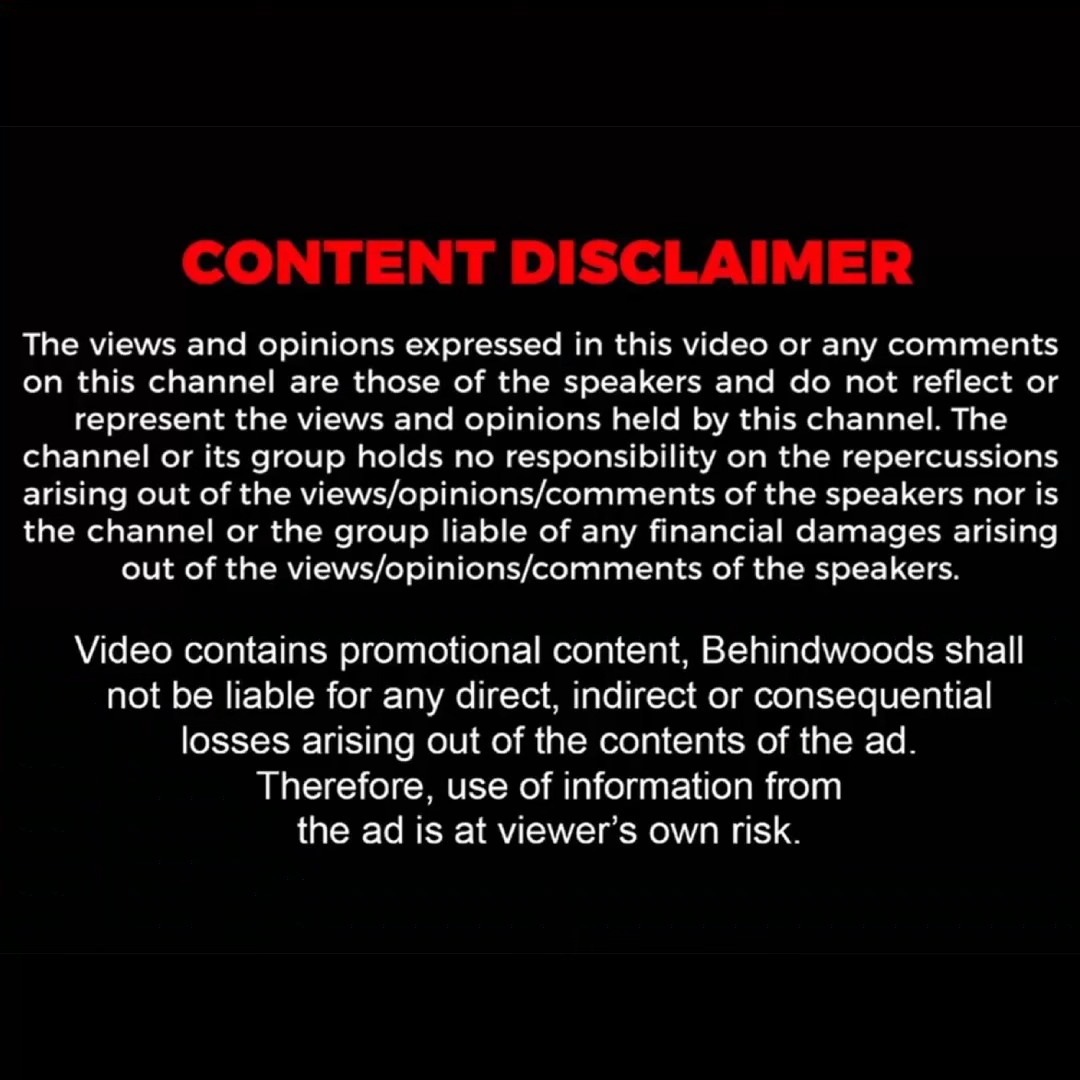 CONTENT DISCLAIMER
The views and opinions expressed in this video or any comments
on this channel are those of the speakers and do not reflect or
represent the views and opinions held by this channel. The
channel or its group holds no responsibility on the repercussions
arising out of the views/opinions/comments of the speakers nor is
the channel or the group liable of any financial damages arising
out of the views/opinions/comments of the speakers.
Video contains promotional content, Behindwoods shall
not be liable for any direct, indirect or consequential
losses arising out of the contents of the ad.
Therefore, use of information from
the ad is at viewer’s own risk.